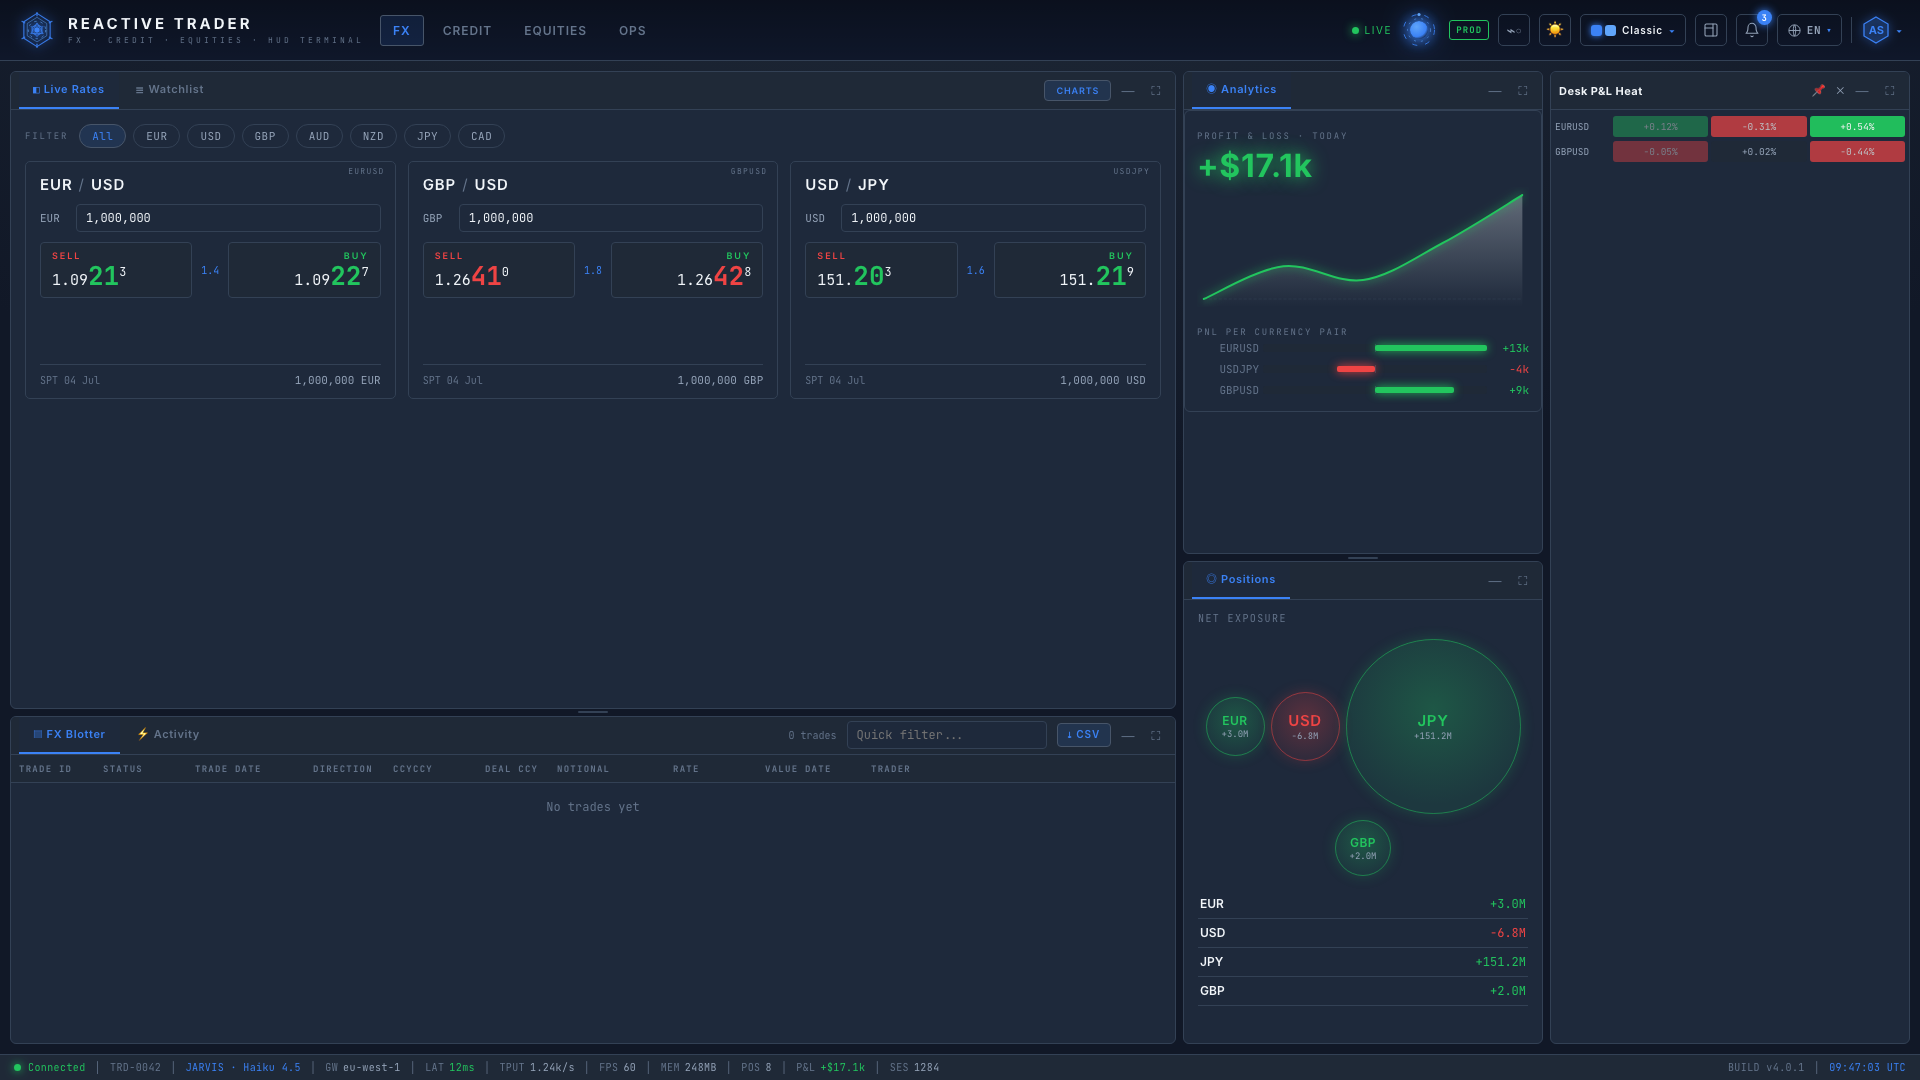 REACTIVE TRADER
FX · CREDIT · EQUITIES · HUD TERMINAL
FX CREDIT EQUITIES OPS
LIVE PROD Classic 3 EN AS
Live Rates Watchlist CHARTS
FILTER All EUR USD GBP AUD NZD JPY CAD
EURUSD
EUR / USD
EUR 1,000,000
SELL
1.09213
1.4
BUY
1.09227
SPT 04 Jul 1,000,000 EUR
GBPUSD
GBP / USD
GBP 1,000,000
SELL
1.26410
1.8
BUY
1.26428
SPT 04 Jul 1,000,000 GBP
USDJPY
USD / JPY
USD 1,000,000
SELL
151.203
1.6
BUY
151.219
SPT 04 Jul 1,000,000 USD
FX Blotter Activity 0 trades Quick filter... ↓ CSV
TRADE ID STATUS TRADE DATE DIRECTION CCYCCY DEAL CCY NOTIONAL RATE VALUE DATE TRADER
No trades yet
Analytics
PROFIT & LOSS · TODAY
+$17.1k
PNL PER CURRENCY PAIR
EURUSD +13k
USDJPY -4k
GBPUSD +9k
Positions
NET EXPOSURE
EUR
+3.0M
USD
-6.8M
JPY
+151.2M
GBP
+2.0M
EUR +3.0M
USD -6.8M
JPY +151.2M
GBP +2.0M
Desk P&L Heat
EURUSD +0.12% -0.31% +0.54%
GBPUSD -0.05% +0.02% -0.44%
Connected TRD-0042 JARVIS · Haiku 4.5 GW eu-west-1 LAT 12ms TPUT 1.24k/s FPS 60 MEM 248MB POS 8 P&L +$17.1k SES 1284 BUILD v4.0.1 09:47:03 UTC